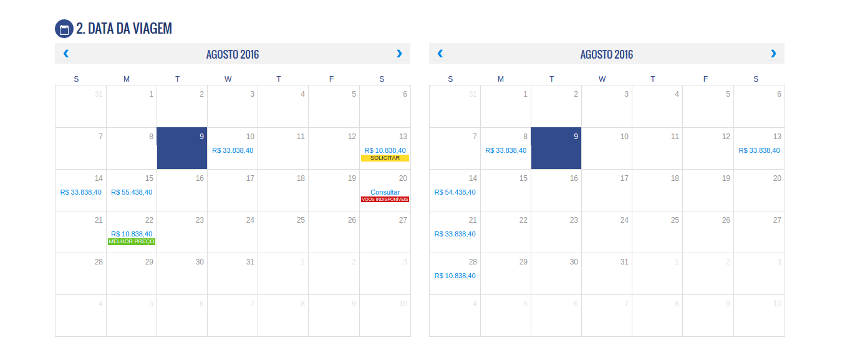 2. DATA DA VIAGEM
AGOSTO 2016
S M T W T F S
31 1 2 3 4 5 6
7 8 9 10 11 12 13
R$ 33.838,40 R$ 10.838,40
SOLICITAR
14 15 16 17 18 19 20
R$ 33.838,40 R$ 55.438,40 Consultar
VOOS INDISPONÍVEIS
21 22 23 24 25 26 27
R$ 10.838,40
MELHOR PREÇO
28 29 30 31 1 2 3
4 5 6 7 8 9 10
AGOSTO 2016
S M T W T F S
31 1 2 3 4 5 6
7 8 9 10 11 12 13
R$ 33.838,40 R$ 33.838,40
14 15 16 17 18 19 20
R$ 54.438,40
21 22 23 24 25 26 27
R$ 33.838,40
28 29 30 31 1 2 3
R$ 10.838,40
4 5 6 7 8 9 10